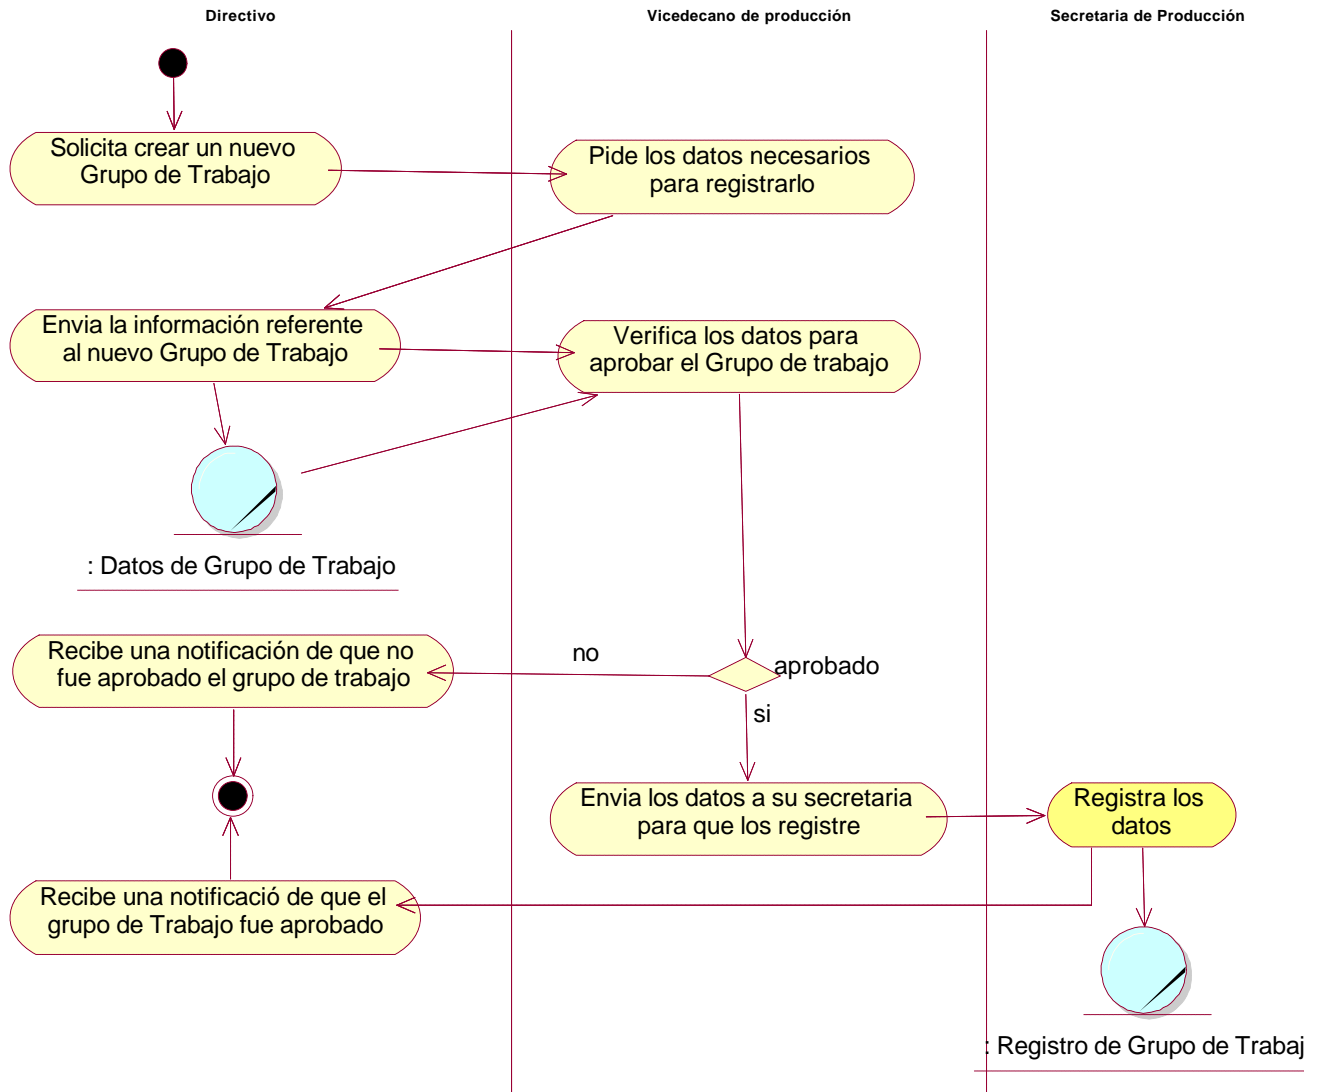 Directivo
Vicedecano de producción
Secretaria de Producción
Solicita crear un nuevo
Grupo de Trabajo
Pide los datos necesarios
para registrarlo
Envia la información referente
al nuevo Grupo de Trabajo
Verifica los datos para
aprobar el Grupo de trabajo
: Datos de Grupo de Trabajo
Recibe una notificación de que no
fue aprobado el grupo de trabajo
no
aprobado
si
Envia los datos a su secretaria
para que los registre
Registra los
datos
Recibe una notificació de que el
grupo de Trabajo fue aprobado
: Registro de Grupo de Trabaj